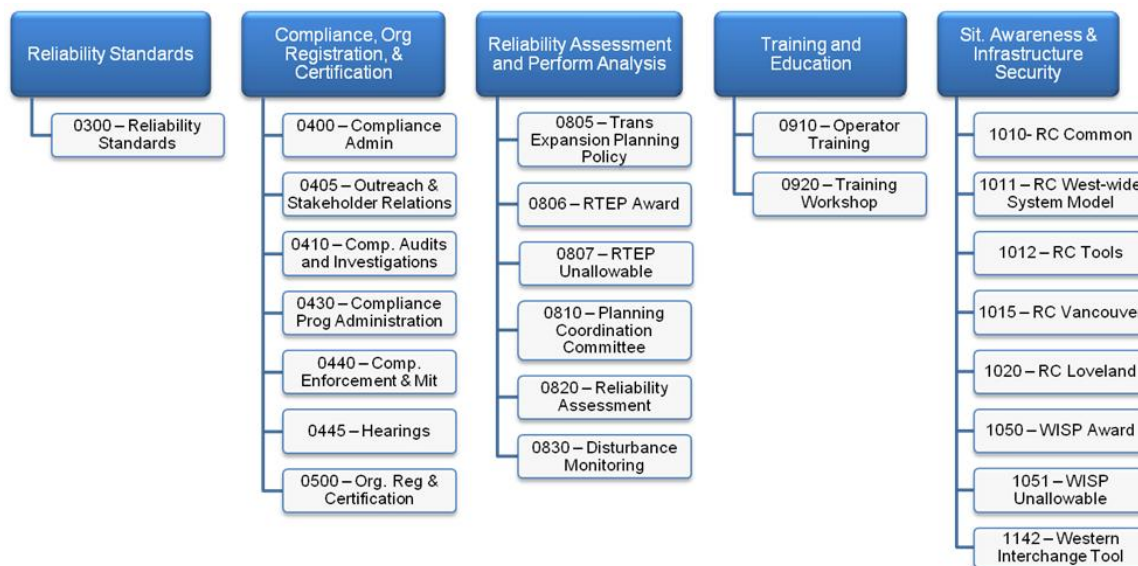 Reliability Standards
0300 – Reliability
Standards
Compliance, Org
Registration, &
Certification
0400 – Compliance
Admin
0405 – Outreach &
Stakeholder Relations
0410 – Comp. Audits
and Investigations
0430 – Compliance
Prog Administration
0440 – Comp.
Enforcement & Mit
0445 – Hearings
0500 – Org. Reg &
Certification
Reliability Assessment
and Perform Analysis
0805 – Trans
Expansion Planning
Policy
0806 – RTEP Award
0807 – RTEP
Unallowable
0810 – Planning
Coordination
Committee
0820 – Reliability
Assessment
0830 – Disturbance
Monitoring
Training and
Education
0910 – Operator
Training
0920 – Training
Workshop
Sit. Awareness &
Infrastructure
Security
1010- RC Common
1011 – RC West-wide
System Model
1012 – RC Tools
1015 – RC Vancouve
1020 – RC Loveland
1050 – WISP Award
1051 – WISP
Unallowable
1142 – Western
Interchange Tool